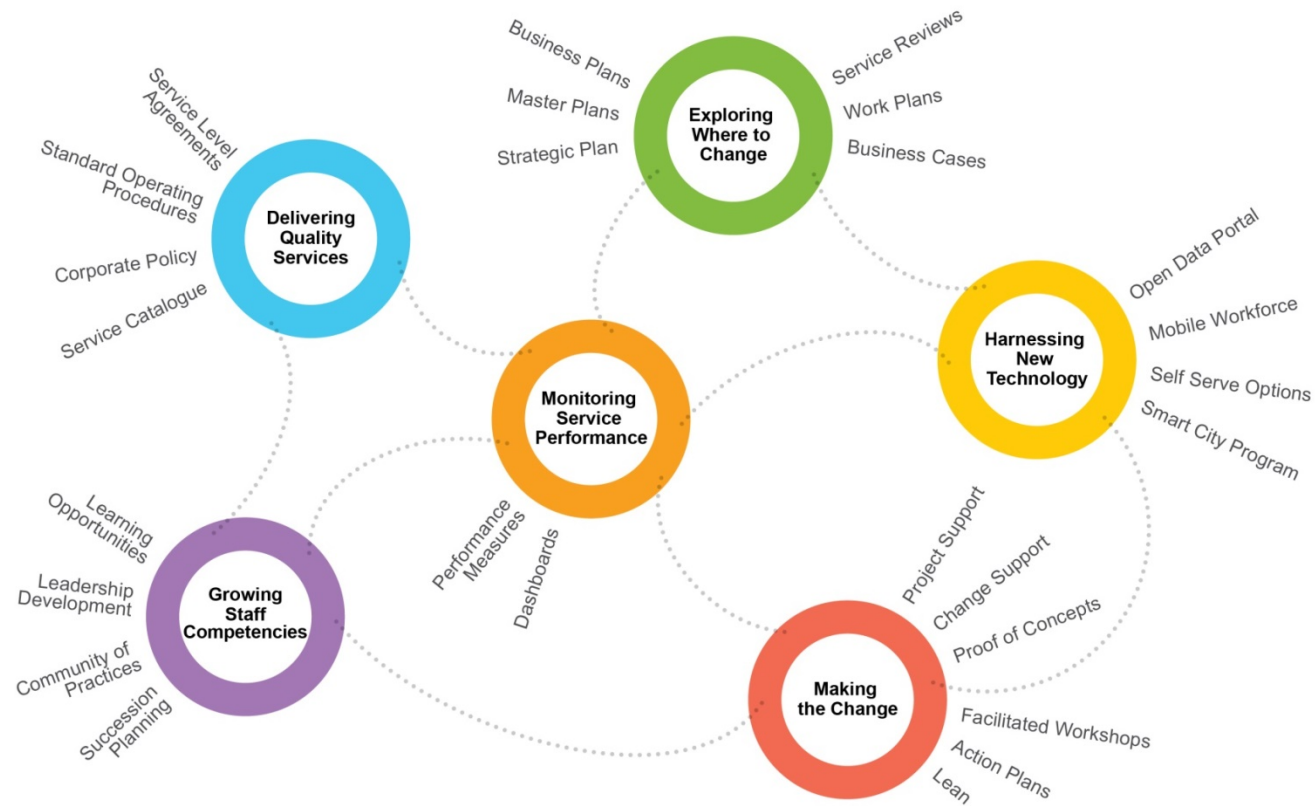 Business Plans
Master Plans
Strategic Plan
Exploring
Where to
Change
Service Reviews
Work Plans
Business Cases
Service Level
Agreements
Standard Operating
Procedures
Corporate Policy
Service Catalogue
Delivering
Quality
Services
Monitoring
Service
Performance
Performance
Measures
Dashboards
Harnessing
New
Technology
Open Data Portal
Mobile Workforce
Self Serve Options
Smart City Program
Learning
Opportunities
Leadership
Development
Community of
Practices
Succession
Planning
Growing
Staff
Competencies
Making
the Change
Project Support
Change Support
Proof of Concepts
Facilitated Workshops
Action Plans
Lean